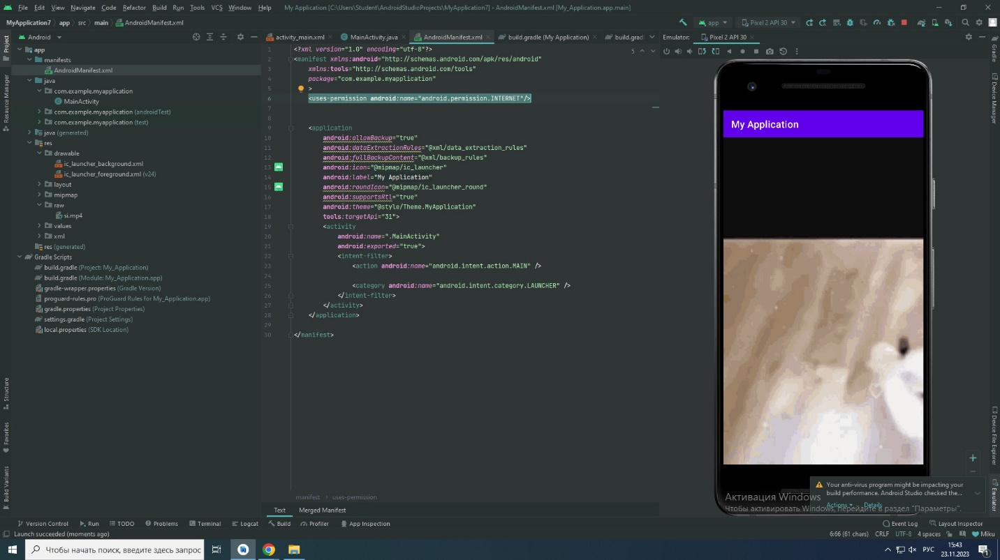 File Edit View Navigate Code Refactor Build Run Tools VCS Window Help My Application [C:\Users\Student\AndroidStudioProjects\MyApplication7] - AndroidManifest.xml [My_Application.app.main]
MyApplication7 app src main AndroidManifest.xml
app Pixel 2 API 30
Android
activity_main.xml MainActivity.java AndroidManifest.xml build.gradle (My Application) build.grad
Emulator: Pixel 2 API 30
Project
Resource Manager
Structure
Favorites
Build Variants
app
manifests
AndroidManifest.xml
java
com.example.myapplication
MainActivity
com.example.myapplication (androidTest)
com.example.myapplication (test)
java (generated)
res
drawable
ic_launcher_background.xml
ic_launcher_foreground.xml (v24)
layout
mipmap
raw
si.mp4
values
xml
res (generated)
Gradle Scripts
build.gradle (Project: My_Application)
build.gradle (Module: My_Application.app)
gradle-wrapper.properties (Gradle Version)
proguard-rules.pro (ProGuard Rules for My_Application.app)
gradle.properties (Project Properties)
settings.gradle (Project Settings)
local.properties (SDK Location)
5
1 <?xml version="1.0" encoding="utf-8"?>
2 <manifest xmlns:android="http://schemas.android.com/apk/res/android"
3 xmlns:tools="http://schemas.android.com/tools"
4 package="com.example.myapplication"
5 >
6 <uses-permission android:name="android.permission.INTERNET"/>
7
8
9 <application
10 android:allowBackup="true"
11 android:dataExtractionRules="@xml/data_extraction_rules"
12 android:fullBackupContent="@xml/backup_rules"
13 android:icon="@mipmap/ic_launcher"
14 android:label="My Application"
15 android:roundIcon="@mipmap/ic_launcher_round"
16 android:supportsRtl="true"
17 android:theme="@style/Theme.MyApplication"
18 tools:targetApi="31">
19 <activity
20 android:name=".MainActivity"
21 android:exported="true">
22 <intent-filter>
23 <action android:name="android.intent.action.MAIN" />
24
25 <category android:name="android.intent.category.LAUNCHER" />
26 </intent-filter>
27 </activity>
28 </application>
29
30 </manifest>
manifest uses-permission
Text Merged Manifest
My Application
Gradle
Device Manager
Device File Explorer
Emulator
Your anti-virus program might be impacting your
build performance. Android Studio checked the...
Actions Details
Активация Windows
Чтобы активировать Windows, перейдите в раздел "Параметры".
Version Control Run TODO Problems Terminal Logcat Build Profiler App Inspection Event Log Layout Inspector
Launch succeeded (moments ago) 6:66 (61 chars) CRLF UTF-8 4 spaces Miku
Чтобы начать поиск, введите здесь запрос
РУС
15:43
23.11.2023
1